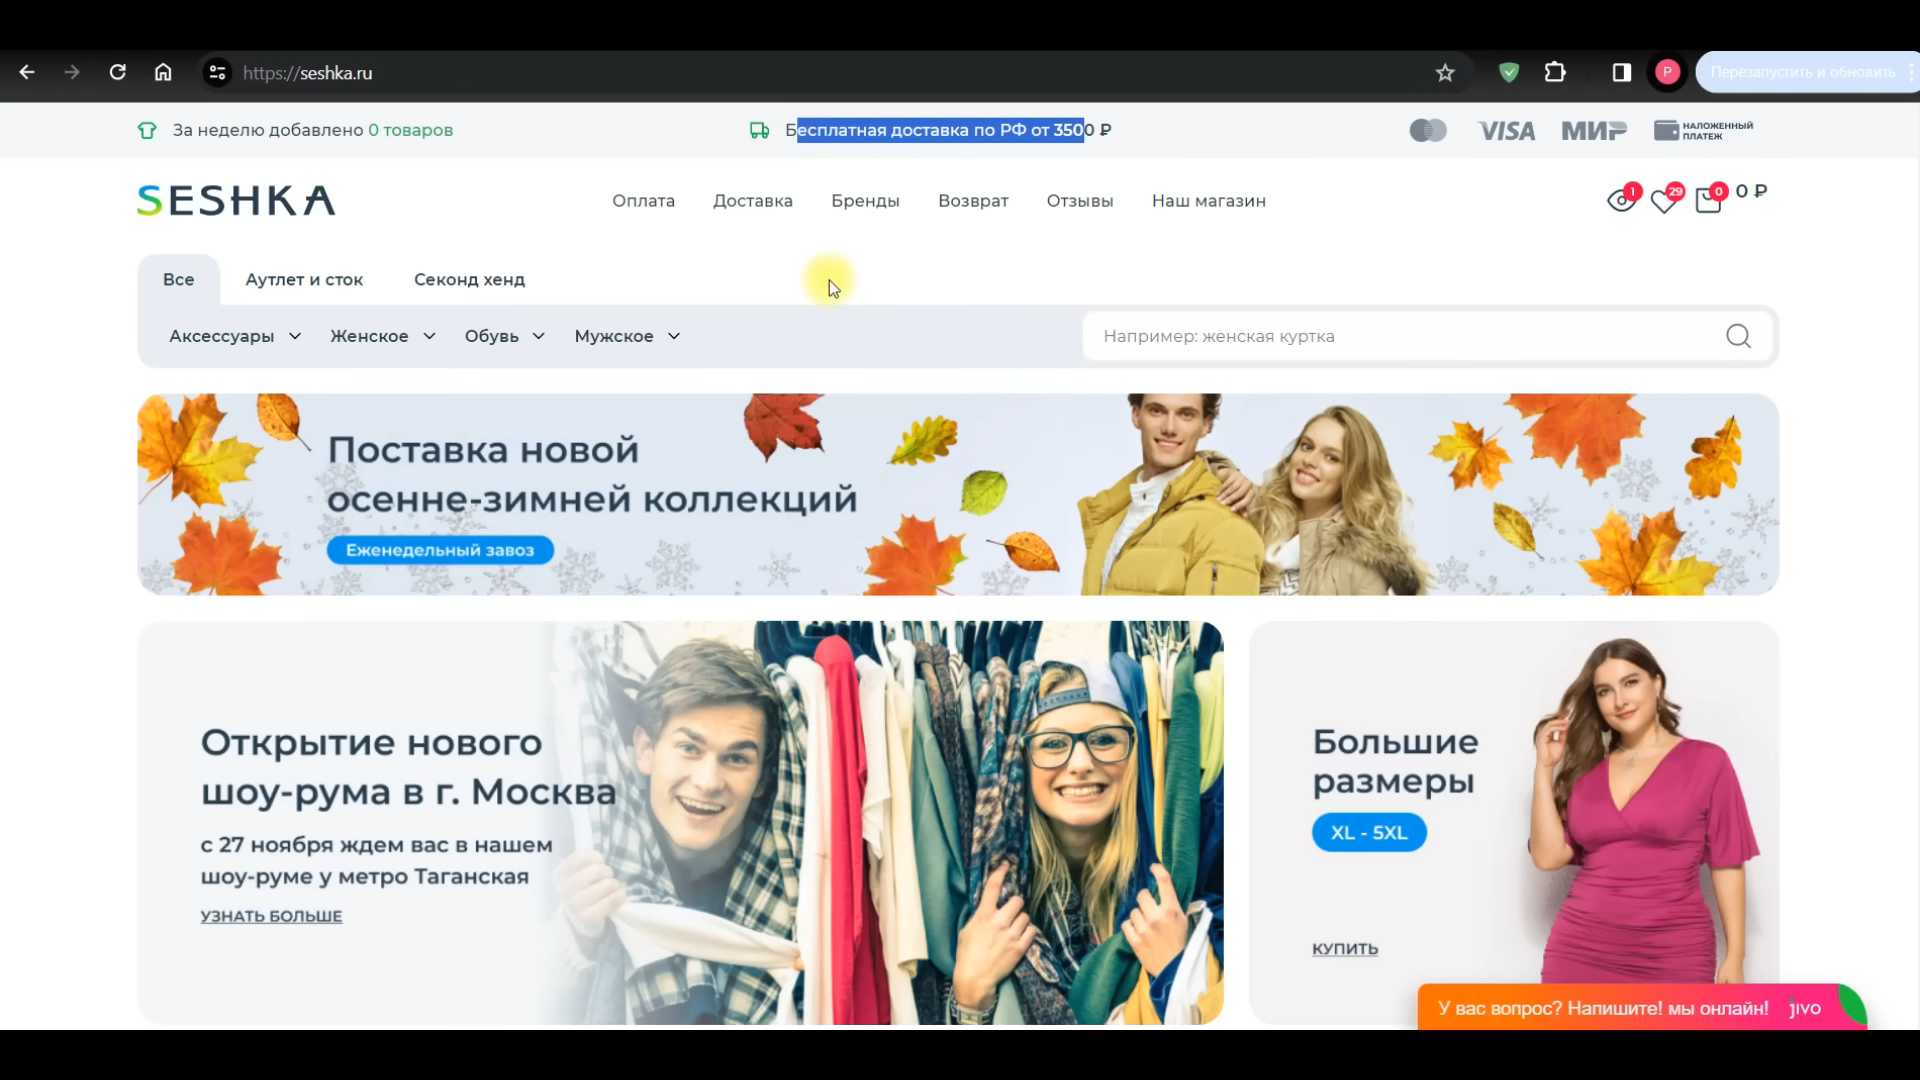 https://seshka.ru
P
Перезапустить и обновить
За неделю добавлено 0 товаров
Бесплатная доставка по РФ от 3500 ₽
VISA
МИР
НАЛОЖЕННЫЙ
ПЛАТЕЖ
SESHKA
Оплата
Доставка
Бренды
Возврат
Отзывы
Наш магазин
1
29
0
0 ₽
Все
Аутлет и сток
Секонд хенд
Аксессуары
Женское
Обувь
Мужское
Например: женская куртка
Поставка новой
осенне-зимней коллекций
Еженедельный завоз
Открытие нового
шоу-рума в г. Москва
с 27 ноября ждем вас в нашем
шоу-руме у метро Таганская
УЗНАТЬ БОЛЬШЕ
Большие
размеры
XL - 5XL
КУПИТЬ
У вас вопрос? Напишите! мы онлайн!
jivo